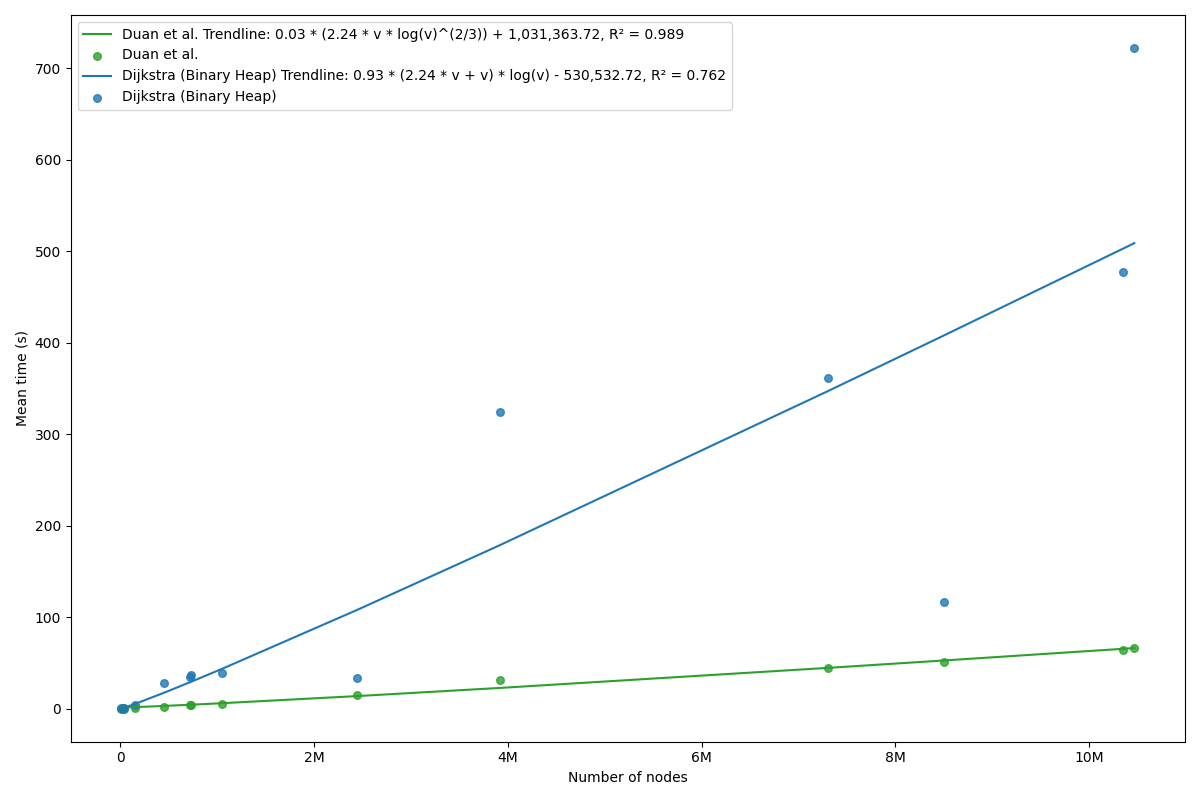 Duan et al. Trendline: 0.03 * (2.24 * v * log(v)^(2/3)) + 1,031,363.72, R² = 0.989
Duan et al.
Dijkstra (Binary Heap) Trendline: 0.93 * (2.24 * v + v) * log(v) - 530,532.72, R² = 0.762
Dijkstra (Binary Heap)
700
600
500
400
300
200
100
0
Mean time (s)
0 2M 4M 6M 8M 10M
Number of nodes